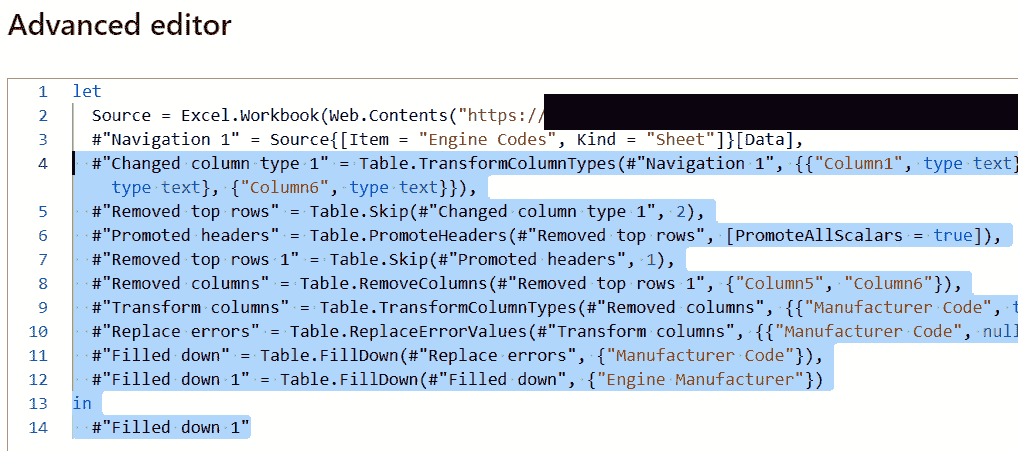 Advanced editor
1 let
2 Source = Excel.Workbook(Web.Contents("https://
3 #"Navigation 1" = Source{[Item = "Engine Codes", Kind = "Sheet"]}[Data],
4 #"Changed column type 1" = Table.TransformColumnTypes(#"Navigation 1", {{"Column1", type text}
type text}, {"Column6", type text}}),
5 #"Removed top rows" = Table.Skip(#"Changed column type 1", 2),
6 #"Promoted headers" = Table.PromoteHeaders(#"Removed top rows", [PromoteAllScalars = true]),
7 #"Removed top rows 1" = Table.Skip(#"Promoted headers", 1),
8 #"Removed columns" = Table.RemoveColumns(#"Removed top rows 1", {"Column5", "Column6"}),
9 #"Transform columns" = Table.TransformColumnTypes(#"Removed columns", {{"Manufacturer Code", t
10 #"Replace errors" = Table.ReplaceErrorValues(#"Transform columns", {{"Manufacturer Code", null
11 #"Filled down" = Table.FillDown(#"Replace errors", {"Manufacturer Code"}),
12 #"Filled down 1" = Table.FillDown(#"Filled down", {"Engine Manufacturer"})
13 in
14 #"Filled down 1"